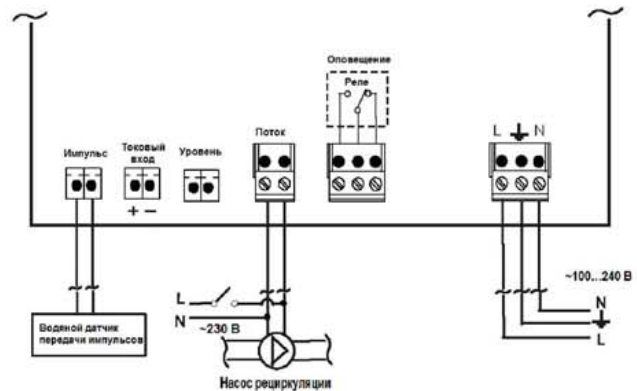 Оповещение
Реле
Импульс
Токовый
вход
Уровень
Поток
L N
+ −
L
N
~230 В
~100...240 В
N
L
Водяной датчик
передачи импульсов
Насос рециркуляции